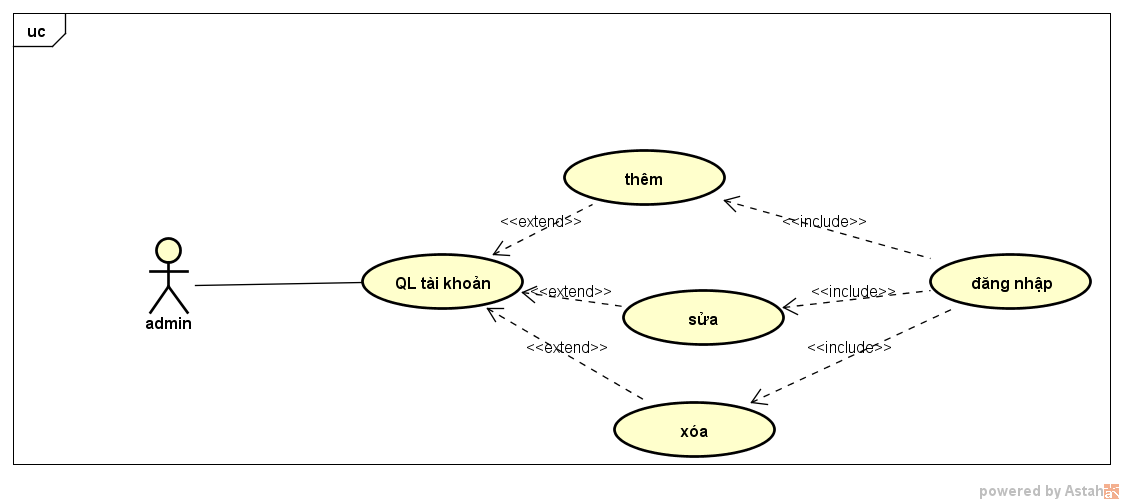 uc
thêm
<<extend>>
<<include>>
QL tài khoản
đăng nhập
<<extend>>
<<include>>
sửa
admin
<<extend>>
<<include>>
xóa
powered by Astah